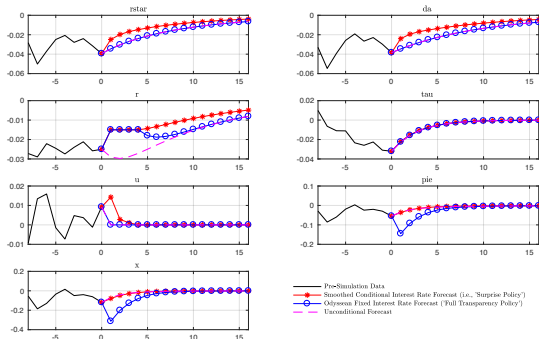 rstar
da
0
-0.02
-0.04
-0.06
-5 0 5 10 15
0
-0.02
-0.04
-0.06
-5 0 5 10 15
r
tau
0
-0.01
-0.02
-0.03
-5 0 5 10 15
0.02
0
-0.02
-0.04
-5 0 5 10 15
u
pie
0.02
0.01
0
-0.01
-5 0 5 10 15
0.1
0
-0.1
-0.2
-5 0 5 10 15
x
0.2
0
-0.2
-0.4
-5 0 5 10 15
Pre-Simulation Data
Smoothed Conditional Interest Rate Forecast (i.e., 'Surprise Policy')
Odyssean Fixed Interest Rate Forecast ('Full Transparency Policy')
Unconditional Forecast